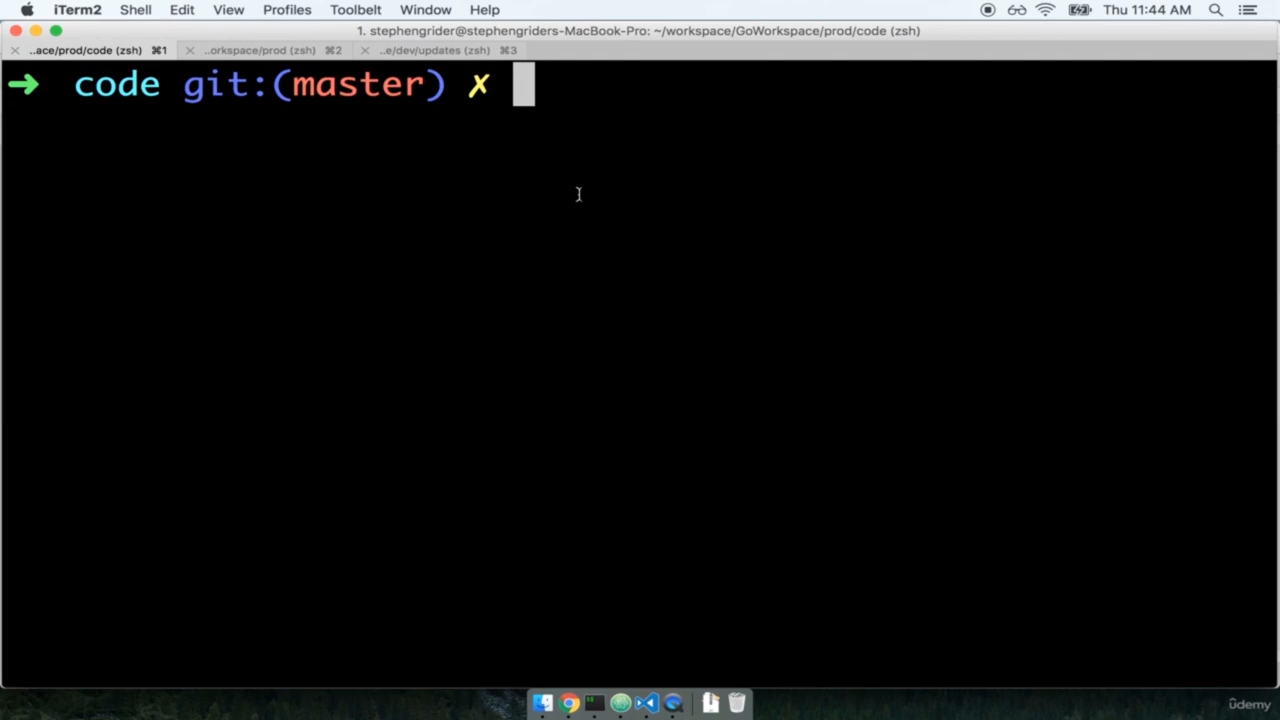 iTerm2 Shell Edit View Profiles Toolbelt Window Help Thu 11:44 AM
1. stephengrider@stephengriders-MacBook-Pro: ~/workspace/GoWorkspace/prod/code (zsh)
..ace/prod/code (zsh) ⌘1 ..orkspace/prod (zsh) ⌘2 ..e/dev/updates (zsh) ⌘3
➜ code git:(master) ✗
ûdemy